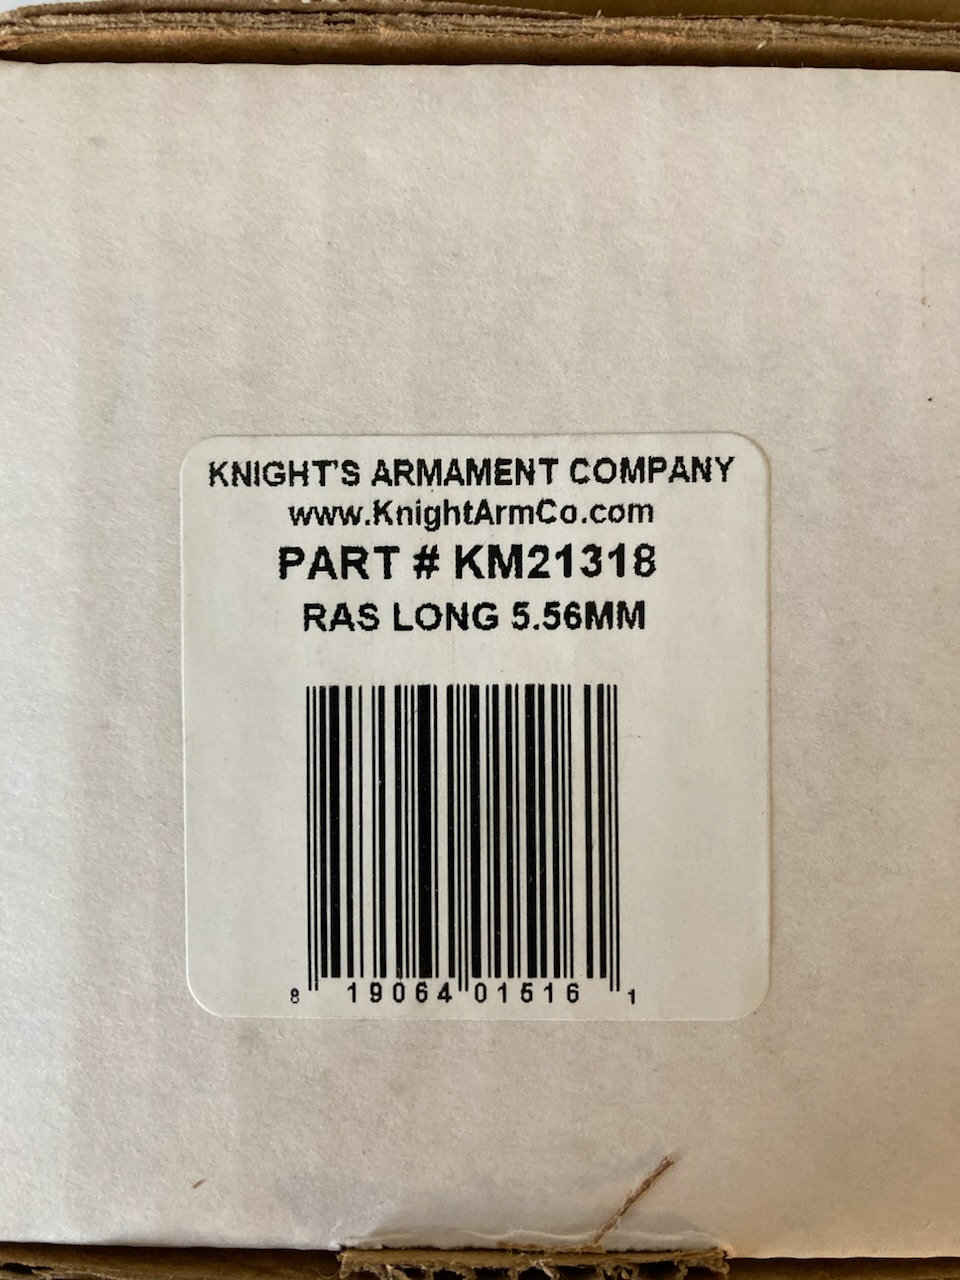 KNIGHT'S ARMAMENT COMPANY
www.KnightArmCo.com
PART # KM21318
RAS LONG 5.56MM
8 19064 01516 1